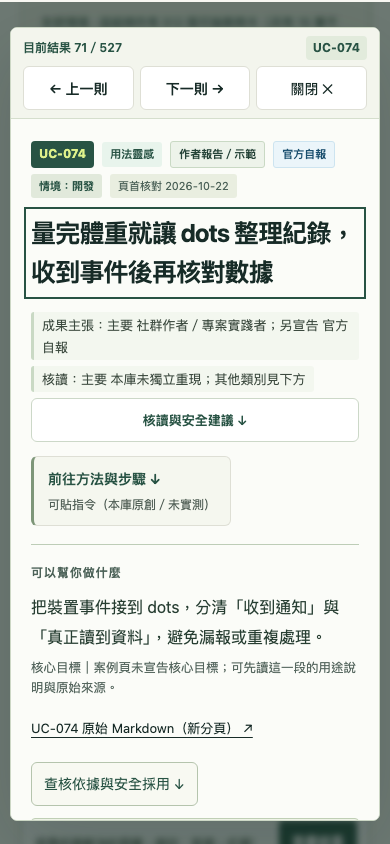 目前結果 71 / 527
UC-074
← 上一則
下一則 →
關閉 ×
UC-074
用法靈感
作者報告 / 示範
官方自報
情境：開發
頁首核對 2026-10-22
量完體重就讓 dots 整理紀錄，
收到事件後再核對數據
成果主張：主要 社群作者 / 專案實踐者；另宣告 官方
自報
核讀：主要 本庫未獨立重現；其他類別見下方
核讀與安全建議 ↓
前往方法與步驟 ↓
可貼指令（本庫原創 / 未實測）
可以幫你做什麼
把裝置事件接到 dots，分清「收到通知」與
「真正讀到資料」，避免漏報或重複處理。
核心目標｜案例頁未宣告核心目標；可先讀這一段的用途說
明與原始來源。
UC-074 原始 Markdown（新分頁） ↗
查核依據與安全採用 ↓